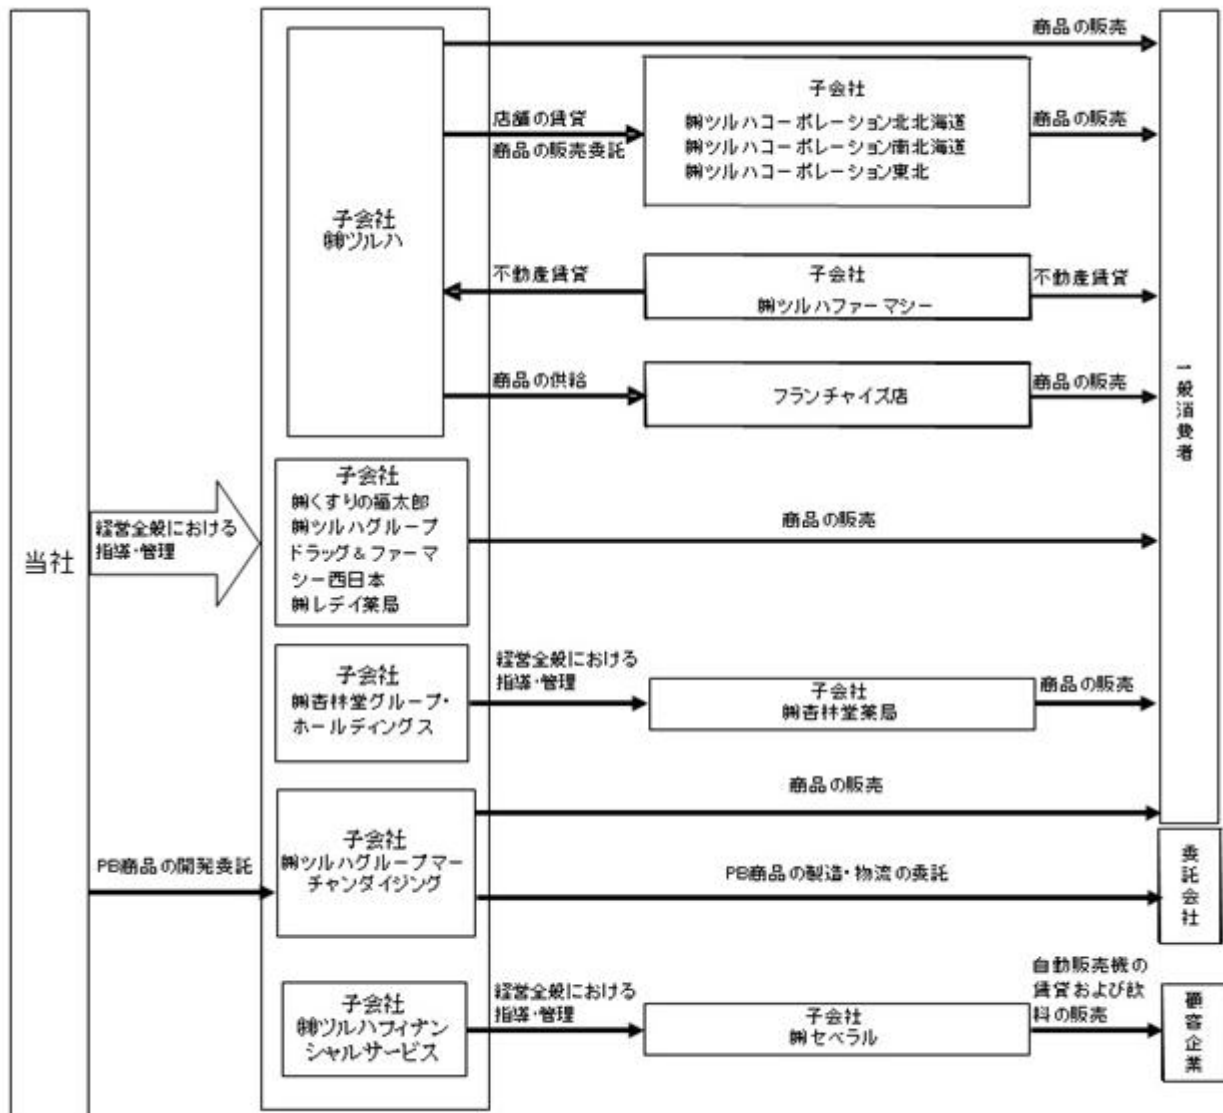 当社
経営全般における
指導・管理
PB商品の開発委託
子会社
㈱ツルハ
商品の販売
店舗の賃貸
商品の販売委託
子会社
㈱ツルハコーポレーション北北海道
㈱ツルハコーポレーション南北海道
㈱ツルハコーポレーション東北
商品の販売
不動産賃貸
子会社
㈱ツルハファーマシー
不動産賃貸
商品の供給
フランチャイズ店
商品の販売
子会社
㈱くすりの福太郎
㈱ツルハグループ
ドラッグ&ファーマ
シー西日本
㈱レデイ薬局
商品の販売
子会社
㈱杏林堂グループ・
ホールディングス
経営全般における
指導・管理
子会社
㈱杏林堂薬局
商品の販売
子会社
㈱ツルハグループマー
チャンダイジング
商品の販売
PB商品の製造・物流の委託
子会社
㈱ツルハフィナン
シャルサービス
経営全般における
指導・管理
子会社
㈱セベラル
自動販売機の
賃貸および飲
料の販売
一般消費者
委託会社
顧客企業